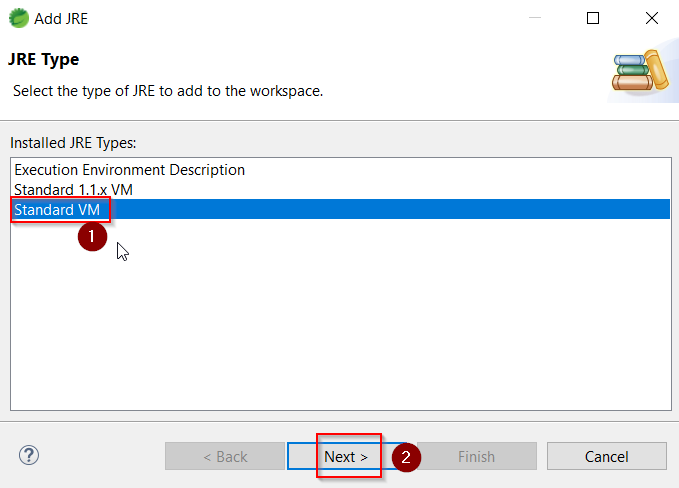 Add JRE
JRE Type
Select the type of JRE to add to the workspace.
Installed JRE Types:
Execution Environment Description
Standard 1.1.x VM
Standard VM
1
?
< Back
Next >
2
Finish
Cancel